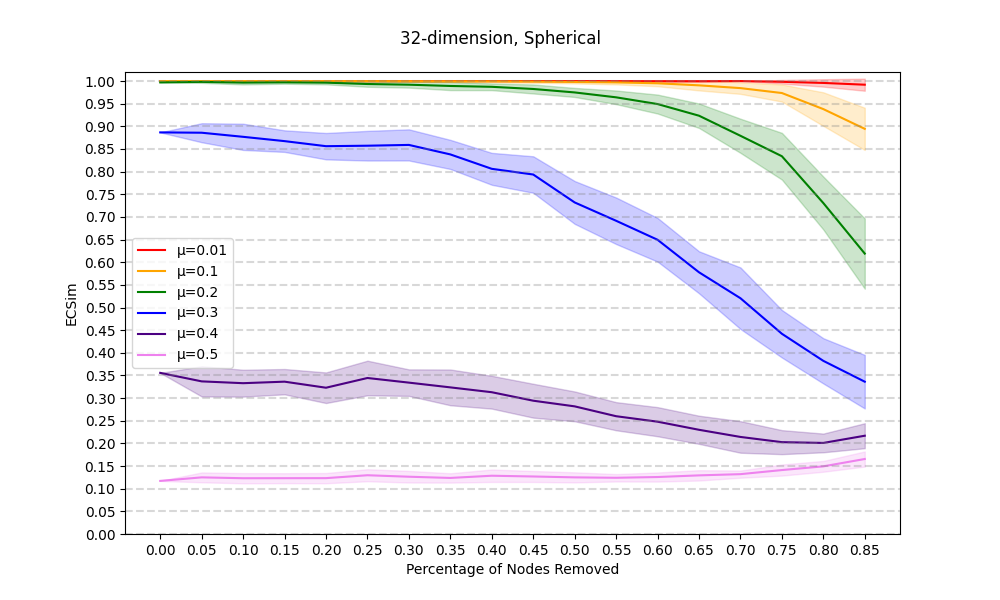 32-dimension, Spherical
1.00
0.95
0.90
0.85
0.80
0.75
0.70
0.65
0.60
0.55
0.50
0.45
0.40
0.35
0.30
0.25
0.20
0.15
0.10
0.05
0.00
ECSim
μ=0.01
μ=0.1
μ=0.2
μ=0.3
μ=0.4
μ=0.5
0.00 0.05 0.10 0.15 0.20 0.25 0.30 0.35 0.40 0.45 0.50 0.55 0.60 0.65 0.70 0.75 0.80 0.85
Percentage of Nodes Removed